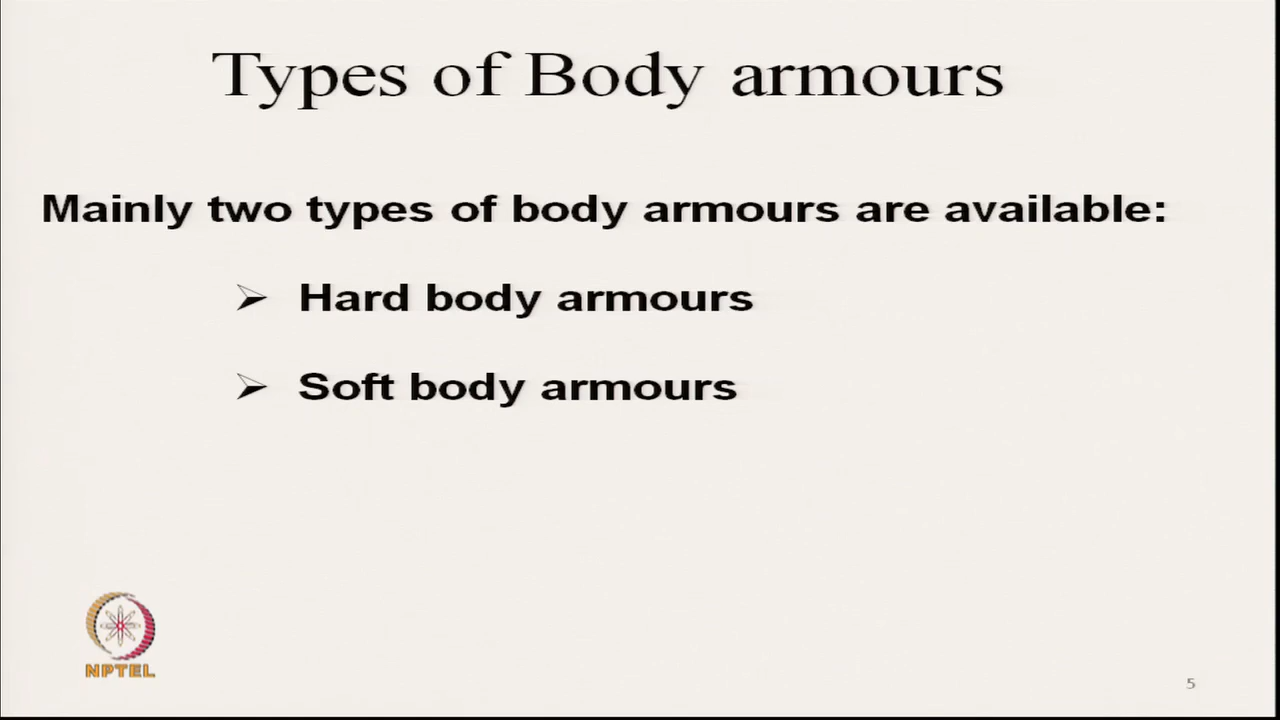 Types of Body armours
Mainly two types of body armours are available:
➢ Hard body armours
➢ Soft body armours
NPTEL
5